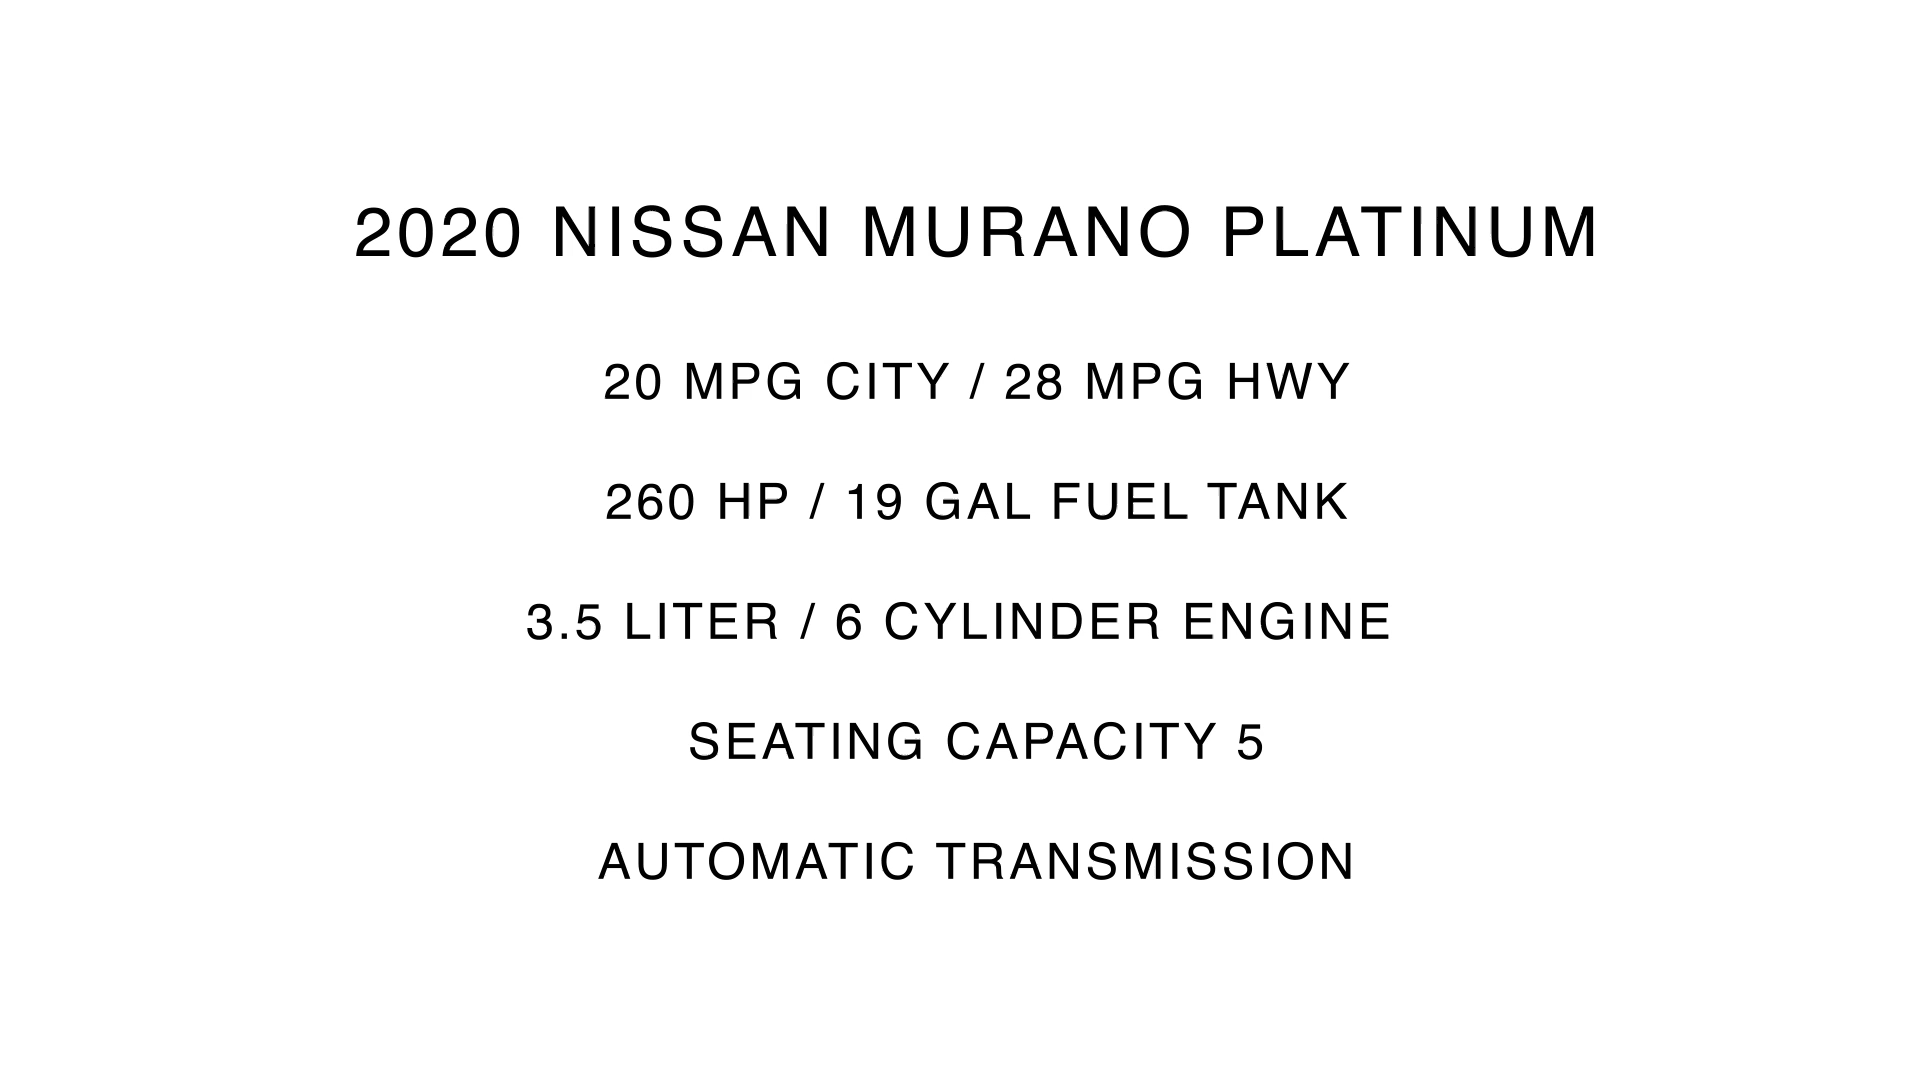 2020 NISSAN MURANO PLATINUM
20 MPG CITY / 28 MPG HWY
260 HP / 19 GAL FUEL TANK
3.5 LITER / 6 CYLINDER ENGINE
SEATING CAPACITY 5
AUTOMATIC TRANSMISSION